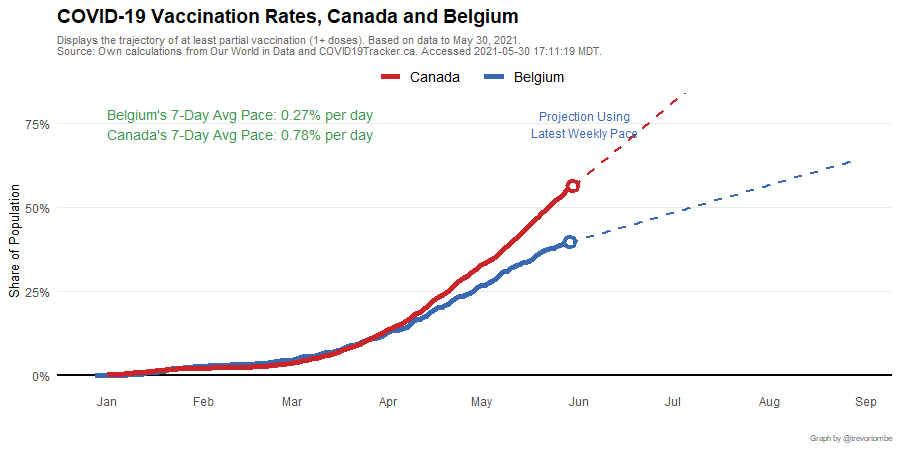 COVID-19 Vaccination Rates, Canada and Belgium
Displays the trajectory of at least partial vaccination (1+ doses). Based on data to May 30, 2021.
Source: Own calculations from Our World in Data and COVID19Tracker.ca. Accessed 2021-05-30 17:11:19 MDT.
Canada Belgium
Belgium's 7-Day Avg Pace: 0.27% per day
Canada's 7-Day Avg Pace: 0.78% per day
Projection Using
Latest Weekly Pace
Share of Population
75%
50%
25%
0%
Jan Feb Mar Apr May Jun Jul Aug Sep
Graph by @trevortombe